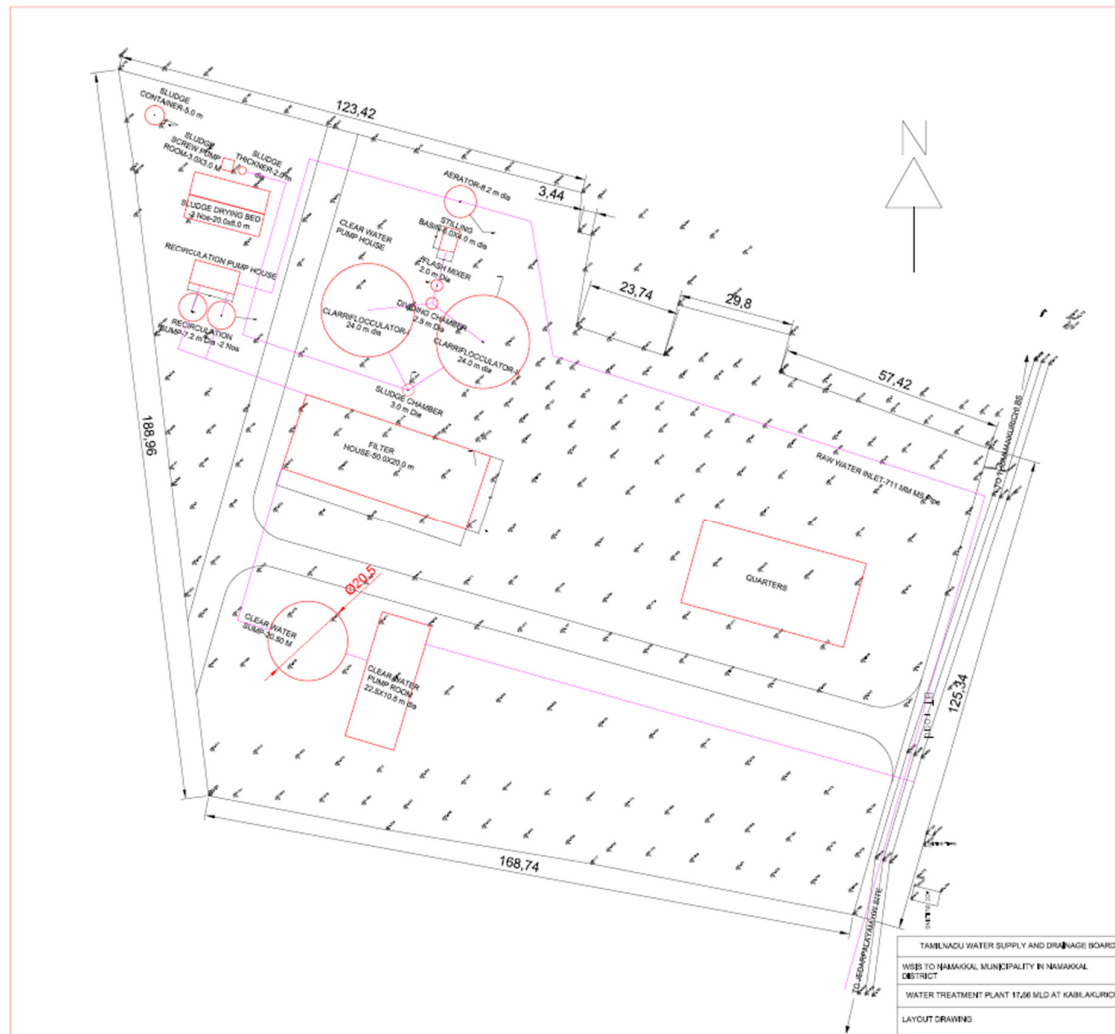 123,42
SLUDGE
CONTAINER-5.0 m
SLUDGE
SCREW PUMP
ROOM-3.0X3.0 M
SLUDGE
THICKNER-2.0 m
dia
SLUDGE DRYING BED
-2 Nos-20.0x6.0 m
RECIRCULATION PUMP HOUSE
RECIRCULATION
SUMP-7.2 m Dia -2 Nos
AERATOR-8.2 m dia
3,44
N
STILLING
CLEAR WATER
PUMP HOUSE
FLASH MIXER
2.0 m Dia
DIVIDING CHAMBER
2.5 m Dia
CLARRIFLOCCULATOR-I
24.0 m dia
CLARRIFLOCCULATOR-II
24.0 m dia
SLUDGE CHAMBER
3.0 m Dia
23,74
29,8
57,42
188,96
FILTER
HOUSE-50.0X20.0 m
RAW WATER INLET-711 MM MS Pipe
QUARTERS
Ø20,5
CLEAR WATER
SUMP-20.50 M
CLEAR WATER
PUMP ROOM
22.5X10.5 m dia
125,34
168,74
TAMILNADU WATER SUPPLY AND DRAINAGE BOARD
WSIS TO NAMAKKAL MUNICIPALITY IN NAMAKKAL
DISTRICT
WATER TREATMENT PLANT 17.66 MLD AT
LAYOUT DRAWING